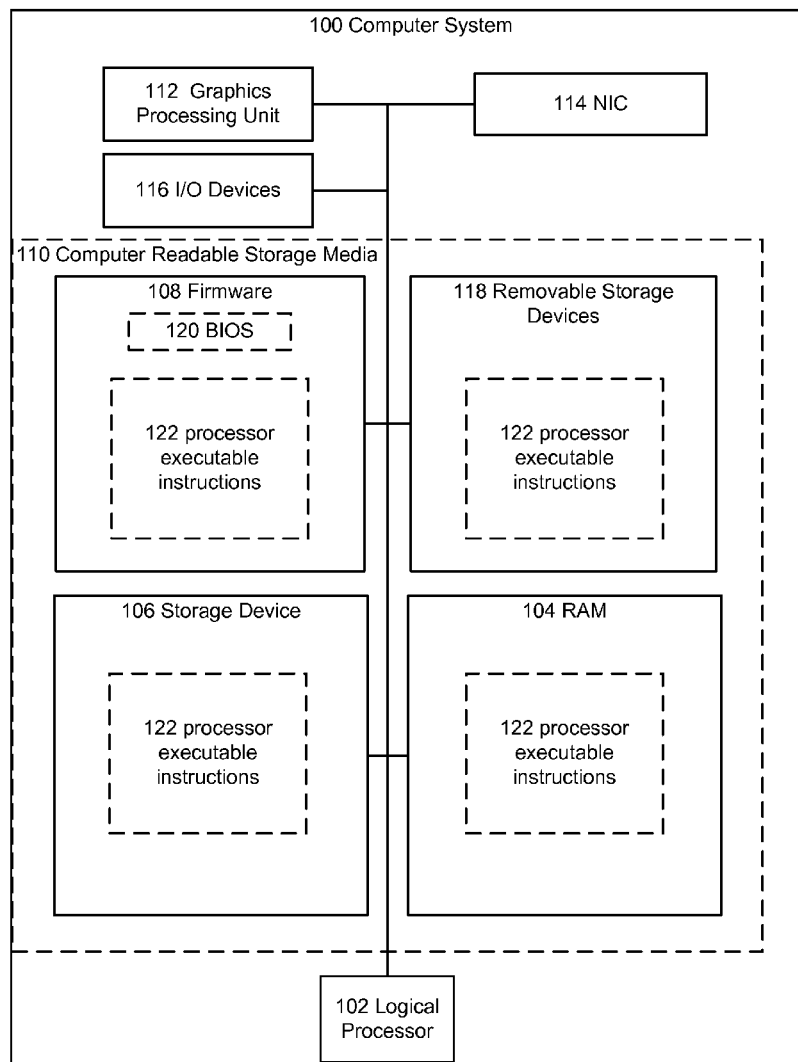 100 Computer System
112 Graphics
Processing Unit
114 NIC
116 I/O Devices
110 Computer Readable Storage Media
108 Firmware
120 BIOS
122 processor
executable
instructions
118 Removable Storage
Devices
122 processor
executable
instructions
106 Storage Device
122 processor
executable
instructions
104 RAM
122 processor
executable
instructions
102 Logical
Processor